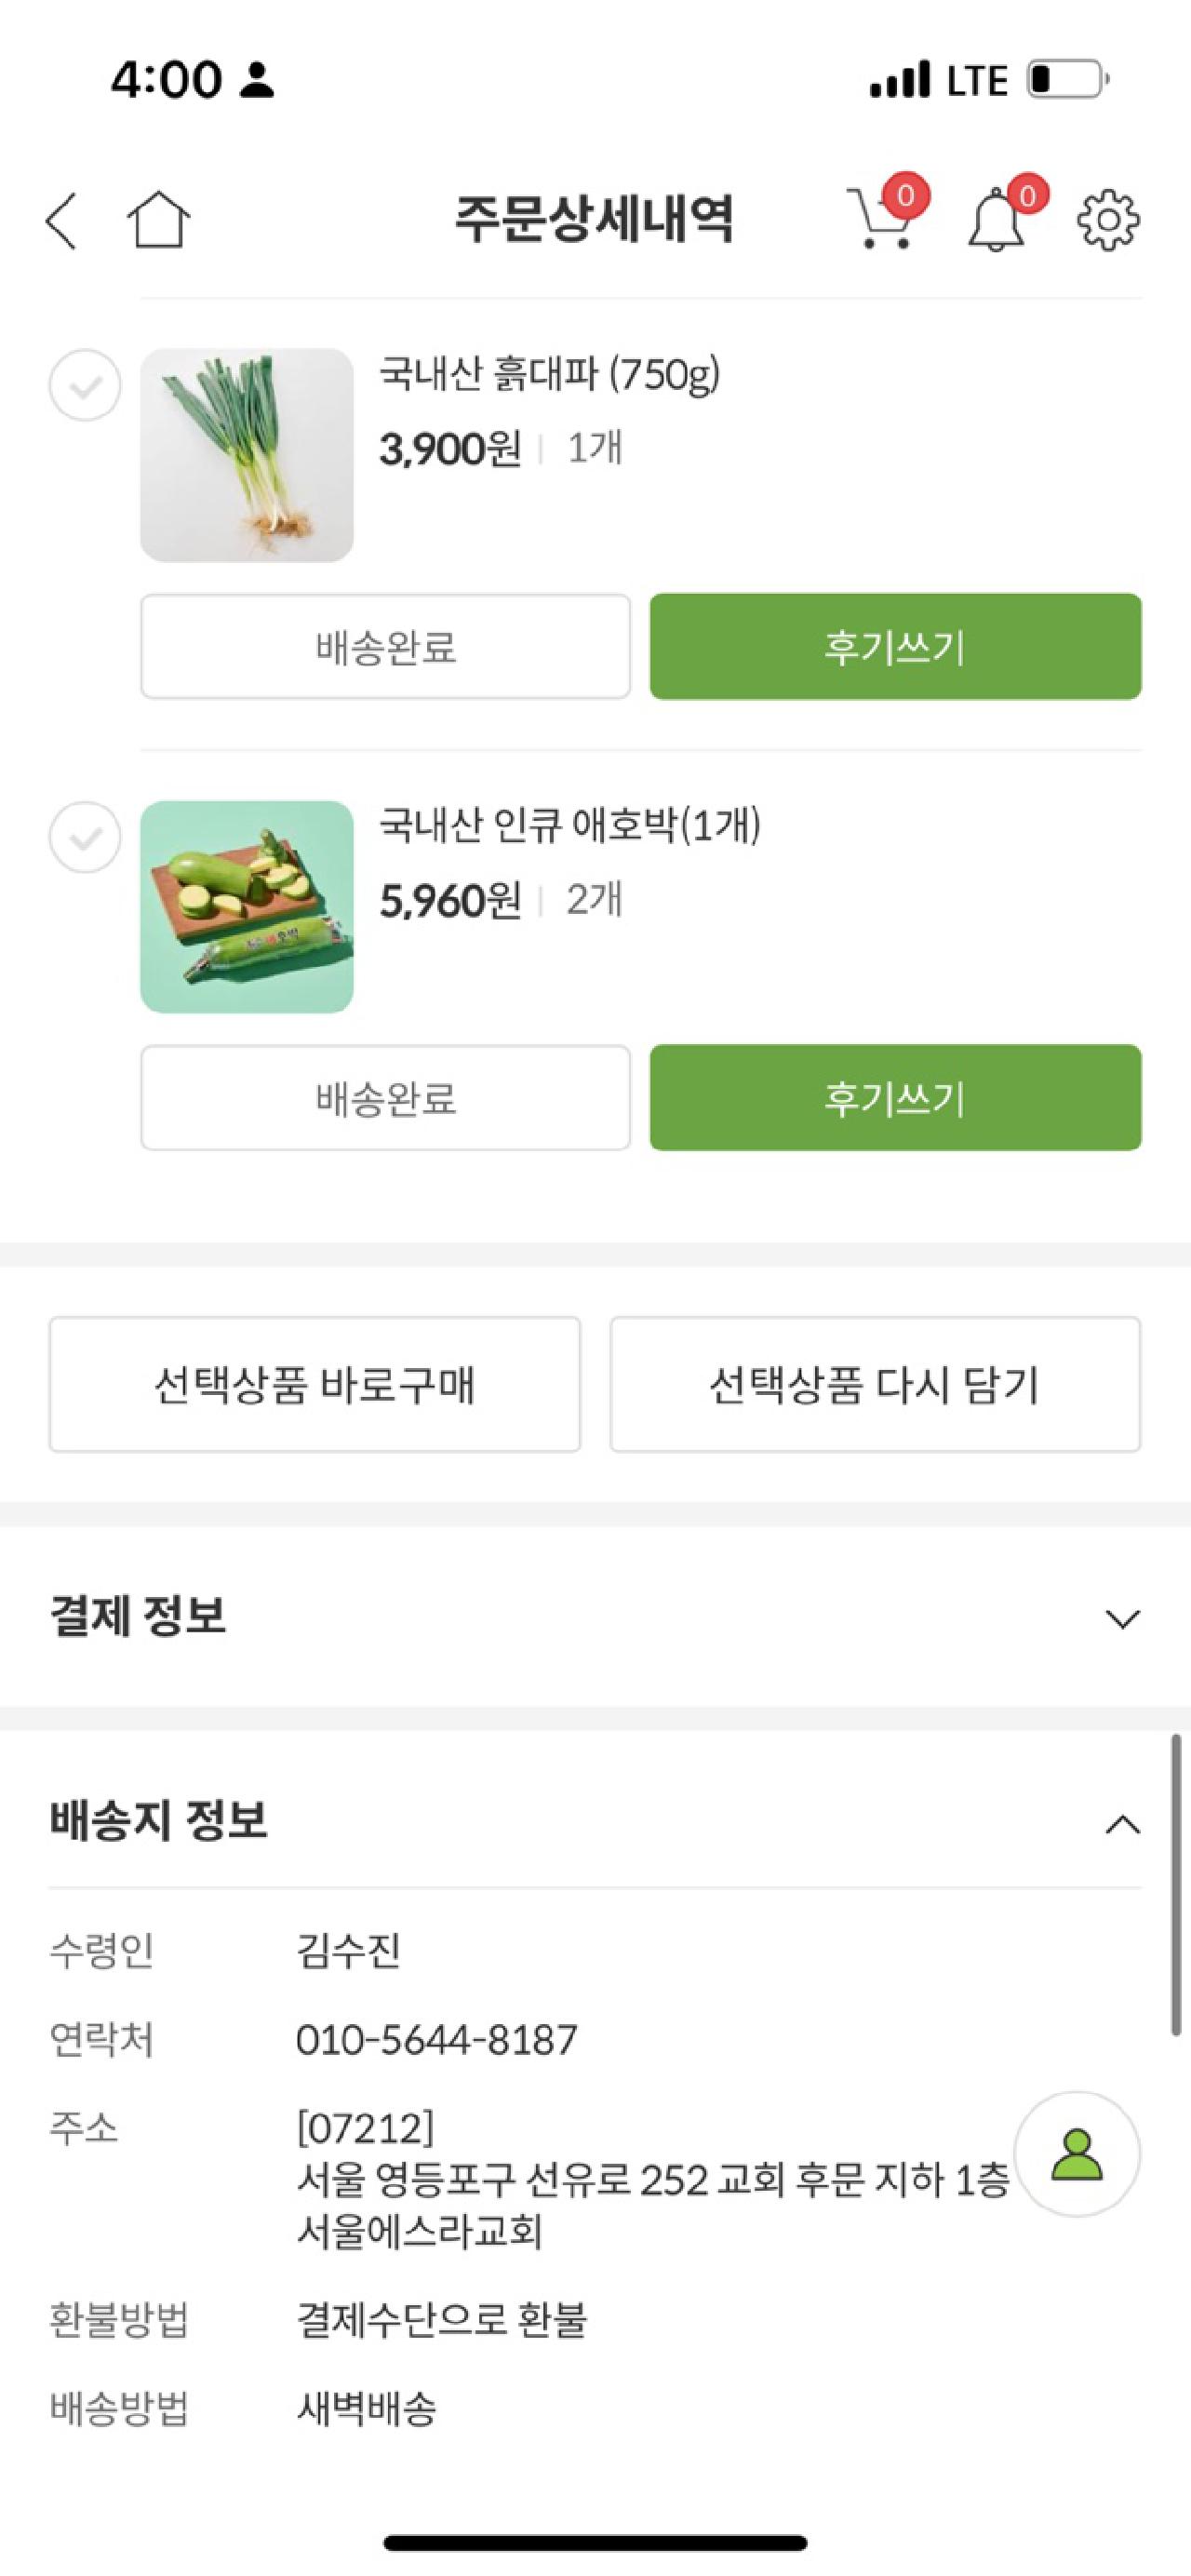 4:00 LTE
주문상세내역 0 0
국내산 흙대파 (750g)
3,900원 1개
배송완료 후기쓰기
국내산 인큐 애호박(1개)
5,960원 2개
배송완료 후기쓰기
선택상품 바로구매 선택상품 다시 담기
결제 정보
배송지 정보
수령인 김수진
연락처 010-5644-8187
주소 [07212]
서울 영등포구 선유로 252 교회 후문 지하 1층
서울에스라교회
환불방법 결제수단으로 환불
배송방법 새벽배송